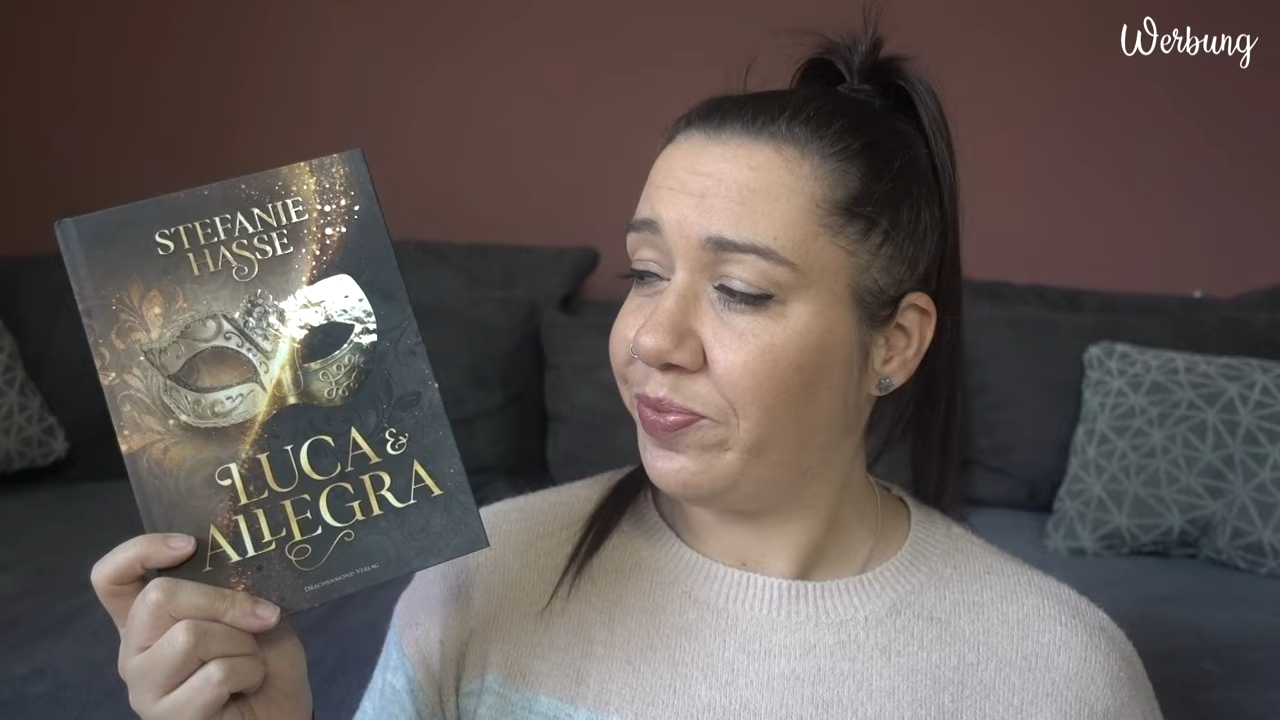 Werbung
STEFANIE
HASSE
LUCA &
ALLEGRA
DRACHENMOND VERLAG